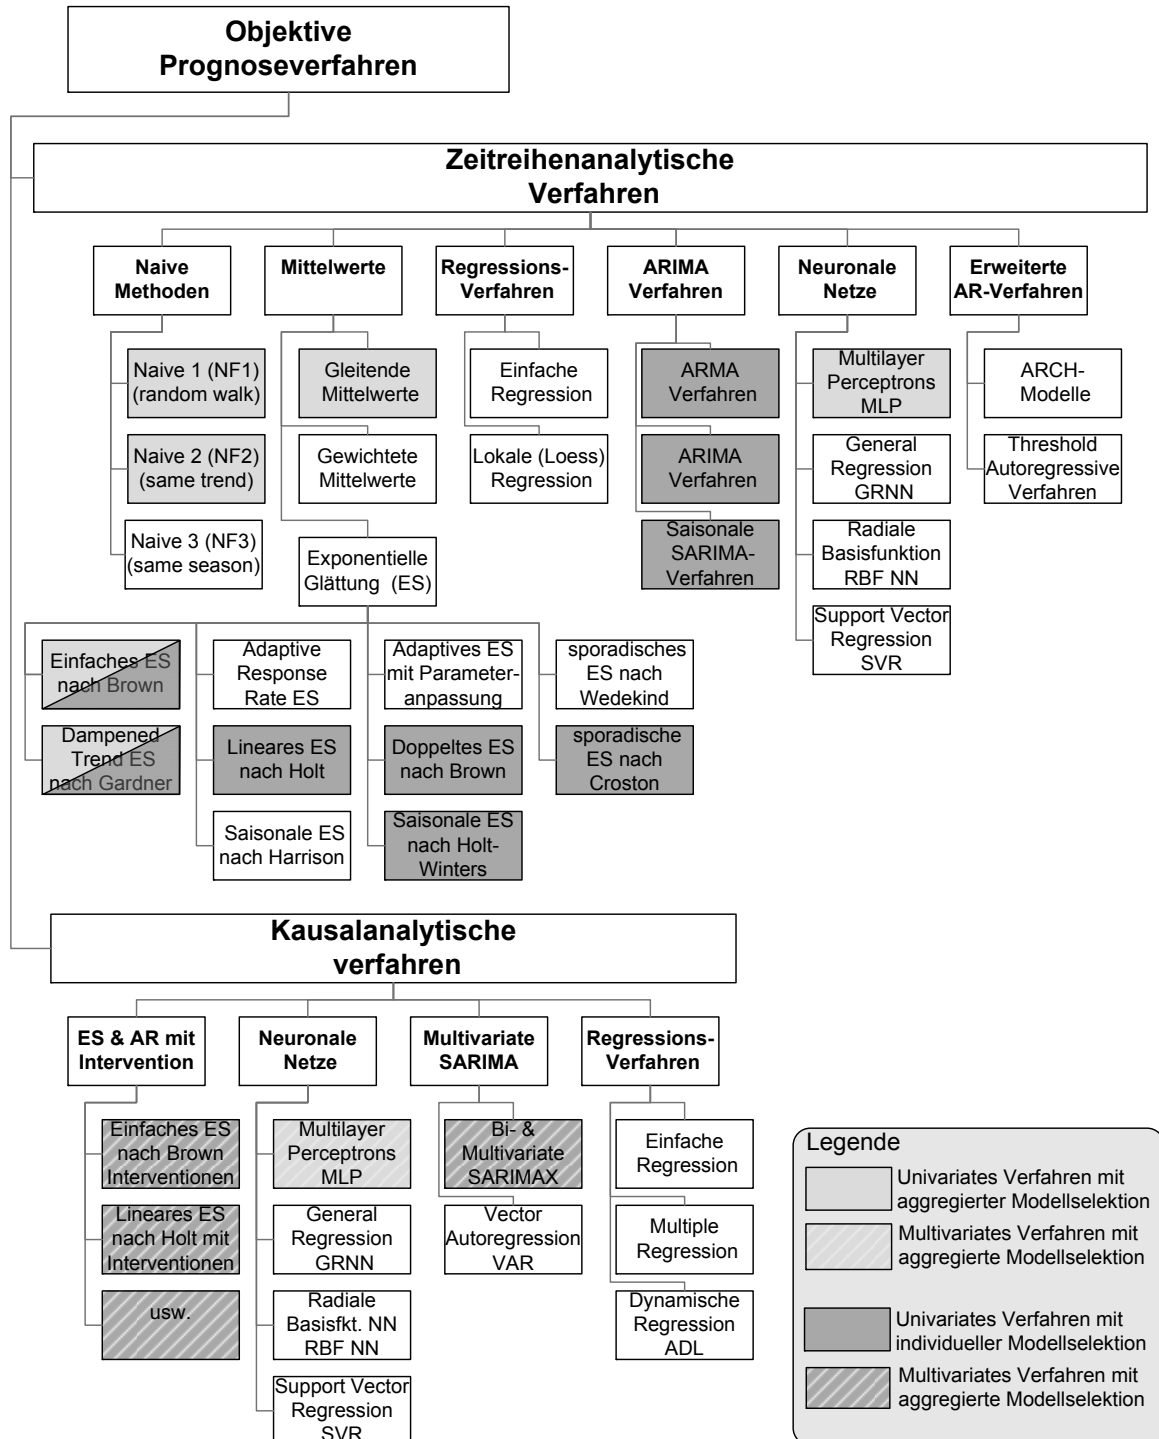 Objektive
Prognoseverfahren
Zeitreihenanalytische
Verfahren
Naive
Methoden
Mittelwerte
Regressions-
Verfahren
ARIMA
Verfahren
Neuronale
Netze
Erweiterte
AR-Verfahren
Naive 1 (NF1)
(random walk)
Gleitende
Mittelwerte
Einfache
Regression
ARMA
Verfahren
Multilayer
Perceptrons
MLP
ARCH-
Modelle
Naive 2 (NF2)
(same trend)
Gewichtete
Mittelwerte
Lokale (Loess)
Regression
ARIMA
Verfahren
General
Regression
GRNN
Threshold
Autoregressive
Verfahren
Naive 3 (NF3)
(same season)
Exponentielle
Glättung (ES)
Saisonale
SARIMA-
Verfahren
Radiale
Basisfunktion
RBF NN
Support Vector
Regression
SVR
Einfaches ES
nach Brown
Adaptive
Response
Rate ES
Adaptives ES
mit Parameter-
anpassung
sporadisches
ES nach
Wedekind
Dampened
Trend ES
nach Gardner
Lineares ES
nach Holt
Doppeltes ES
nach Brown
sporadische
ES nach
Croston
Saisonale ES
nach Harrison
Saisonale ES
nach Holt-
Winters
Kausalanalytische
verfahren
ES & AR mit
Intervention
Neuronale
Netze
Multivariate
SARIMA
Regressions-
Verfahren
Einfaches ES
nach Brown
Interventionen
Multilayer
Perceptrons
MLP
Bi- &
Multivariate
SARIMAX
Einfache
Regression
Lineares ES
nach Holt mit
Interventionen
General
Regression
GRNN
Vector
Autoregression
VAR
Multiple
Regression
usw.
Radiale
Basisfkt. NN
RBF NN
Dynamische
Regression
ADL
Support Vector
Regression
SVR
Legende
Univariates Verfahren mit
aggregierter Modellselektion
Multivariates Verfahren mit
aggregierte Modellselektion
Univariates Verfahren mit
individueller Modellselektion
Multivariates Verfahren mit
aggregierte Modellselektion